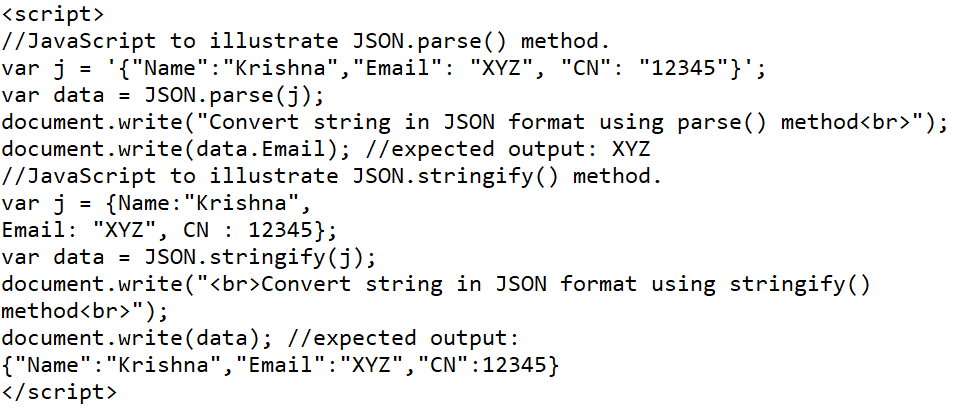 <script>
//JavaScript to illustrate JSON.parse() method.
var j = '{"Name":"Krishna","Email": "XYZ", "CN": "12345"}';
var data = JSON.parse(j);
document.write("Convert string in JSON format using parse() method<br>");
document.write(data.Email); //expected output: XYZ
//JavaScript to illustrate JSON.stringify() method.
var j = {Name:"Krishna",
Email: "XYZ", CN : 12345};
var data = JSON.stringify(j);
document.write("<br>Convert string in JSON format using stringify()
method<br>");
document.write(data); //expected output:
{"Name":"Krishna","Email":"XYZ","CN":12345}
</script>